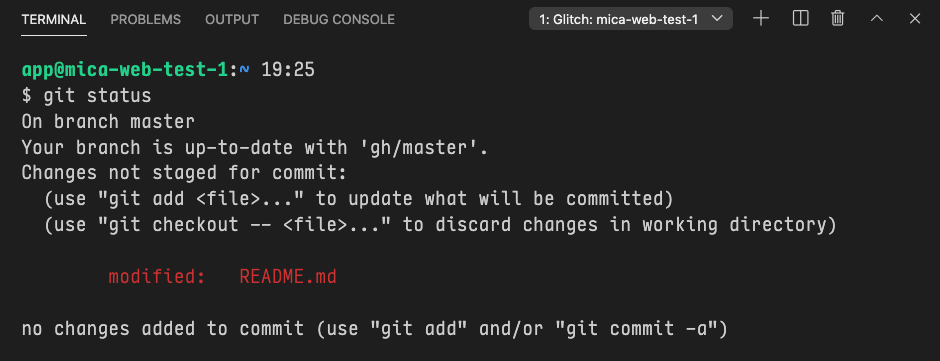 TERMINAL PROBLEMS OUTPUT DEBUG CONSOLE 1: Glitch: mica-web-test-1
app@mica-web-test-1:~ 19:25
$ git status
On branch master
Your branch is up-to-date with 'gh/master'.
Changes not staged for commit:
  (use "git add <file>..." to update what will be committed)
  (use "git checkout -- <file>..." to discard changes in working directory)
        modified:   README.md
no changes added to commit (use "git add" and/or "git commit -a")